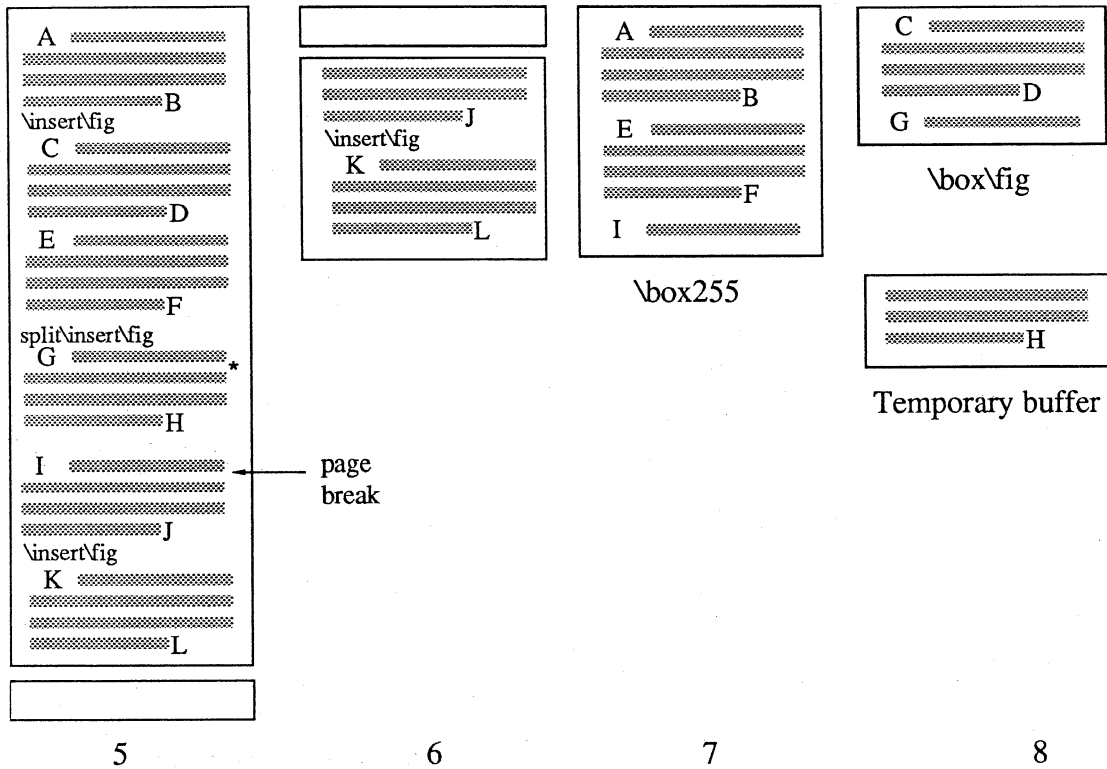 A
B
\insert\fig
C
D
E
F
split\insert\fig
G
*
H
I
page
break
J
\insert\fig
K
L
5
J
\insert\fig
K
L
6
A
B
E
F
I
\box255
7
C
D
G
\box\fig
H
Temporary buffer
8